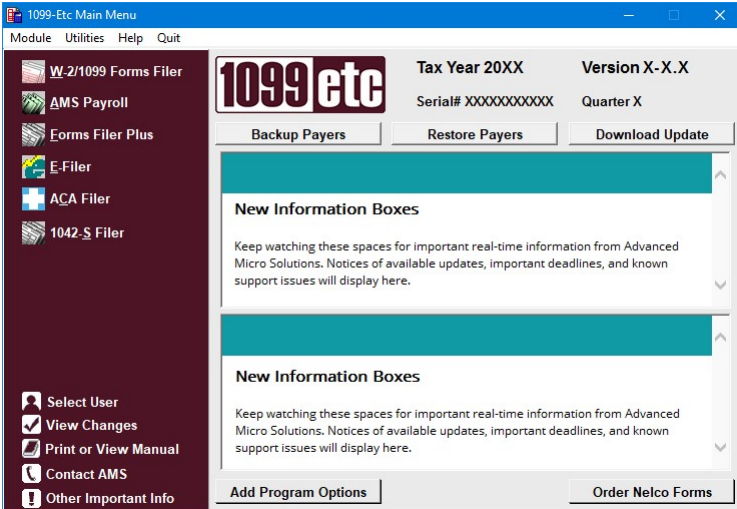 1099-Etc Main Menu
Module Utilities Help Quit
W-2/1099 Forms Filer
AMS Payroll
Forms Filer Plus
E-Filer
ACA Filer
1042-S Filer
Select User
View Changes
Print or View Manual
Contact AMS
Other Important Info
1099 etc
Tax Year 20XX
Version X-X.X
Serial# XXXXXXXXXXX
Quarter X
Backup Payers
Restore Payers
Download Update
New Information Boxes
Keep watching these spaces for important real-time information from Advanced
Micro Solutions. Notices of available updates, important deadlines, and known
support issues will display here.
New Information Boxes
Keep watching these spaces for important real-time information from Advanced
Micro Solutions. Notices of available updates, important deadlines, and known
support issues will display here.
Add Program Options
Order Nelco Forms